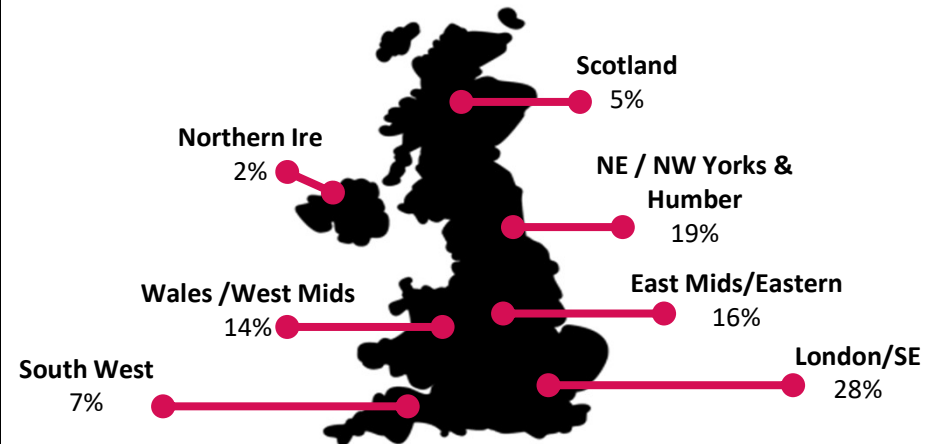 Scotland
5%
Northern Ire
2%
NE / NW Yorks &
Humber
19%
East Mids/Eastern
16%
Wales /West Mids
14%
London/SE
28%
South West
7%